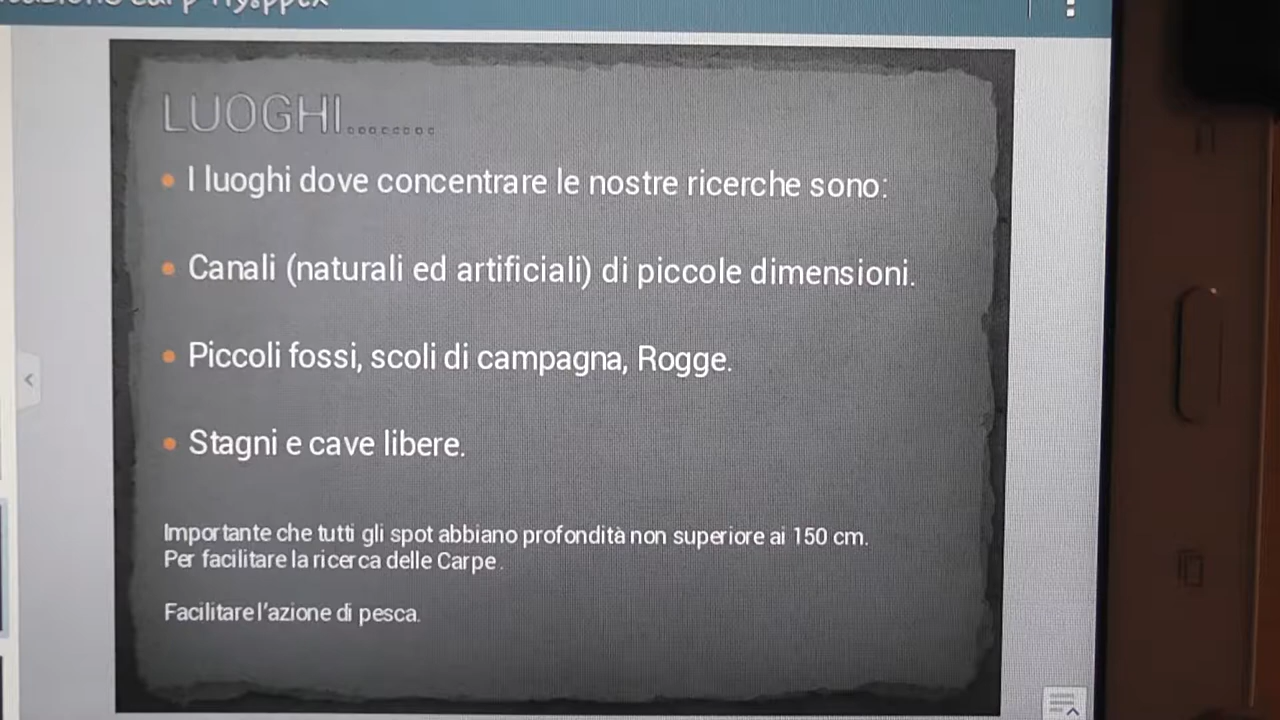 LUOGHI........
I luoghi dove concentrare le nostre ricerche sono:
Canali (naturali ed artificiali) di piccole dimensioni.
Piccoli fossi, scoli di campagna, Rogge.
Stagni e cave libere.
Importante che tutti gli spot abbiano profondità non superiore ai 150 cm.
Per facilitare la ricerca delle Carpe.
Facilitare l'azione di pesca.